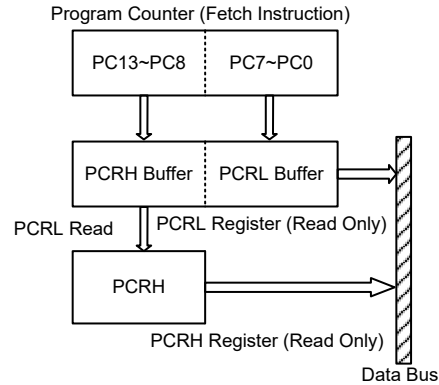 Program Counter (Fetch Instruction)
PC13~PC8
PC7~PC0
PCRH Buffer
PCRL Buffer
PCRL Read
PCRL Register (Read Only)
PCRH
PCRH Register (Read Only)
Data Bus